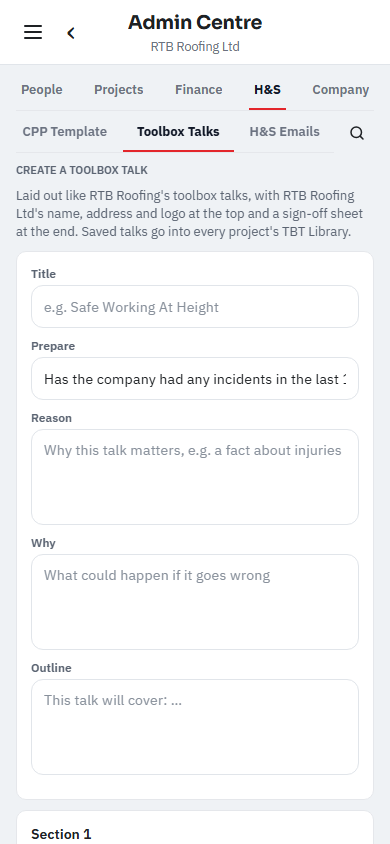 Admin Centre
RTB Roofing Ltd
People Projects Finance H&S Company
CPP Template Toolbox Talks H&S Emails
CREATE A TOOLBOX TALK
Laid out like RTB Roofing's toolbox talks, with RTB Roofing
Ltd's name, address and logo at the top and a sign-off sheet
at the end. Saved talks go into every project's TBT Library.
Title
e.g. Safe Working At Height
Prepare
Has the company had any incidents in the last
Reason
Why this talk matters, e.g. a fact about injuries
Why
What could happen if it goes wrong
Outline
This talk will cover: ...
Section 1